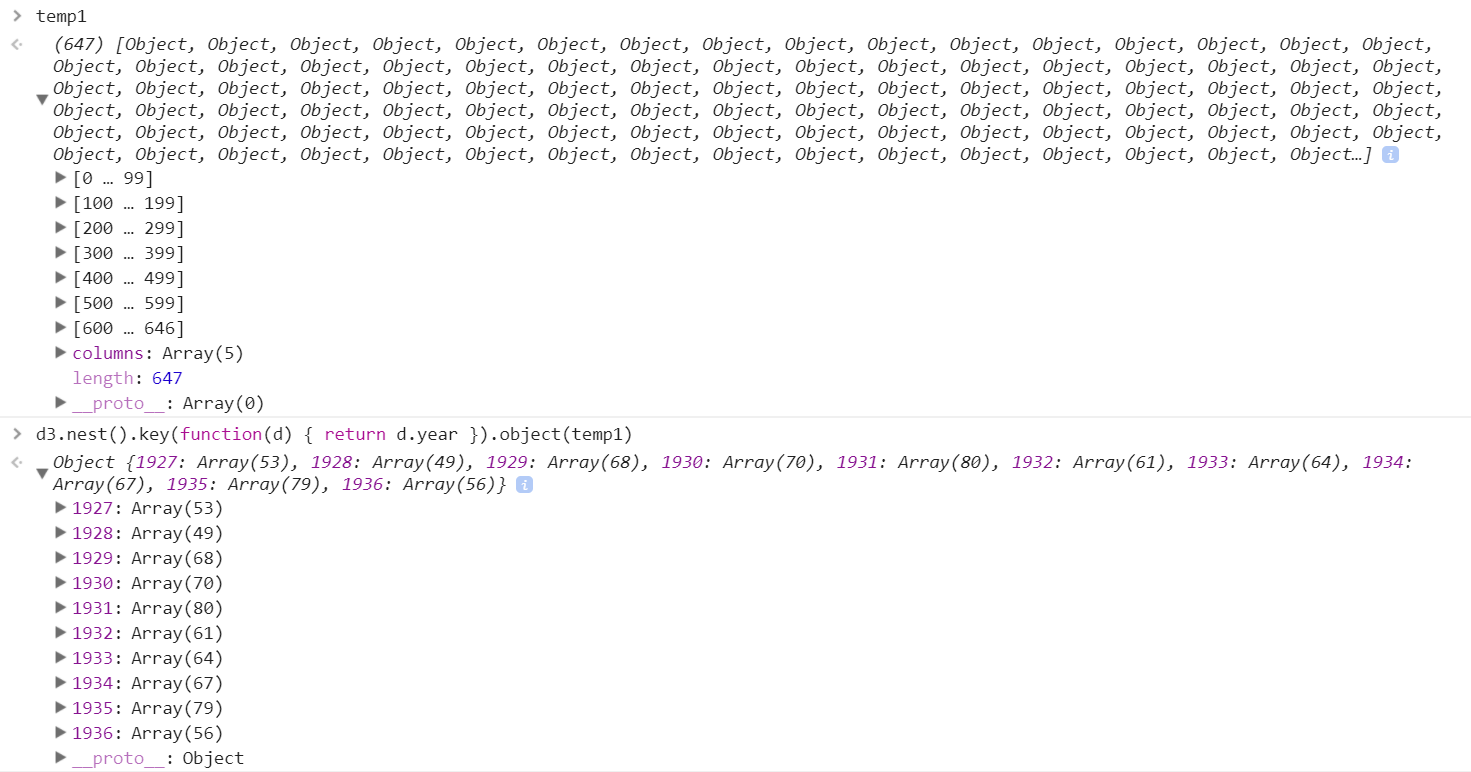 > temp1
(647) [Object, Object, Object, Object, Object, Object, Object, Object, Object, Object, Object, Object, Object, Object, Object, Object,
Object, Object, Object, Object, Object, Object, Object, Object, Object, Object, Object, Object, Object, Object, Object, Object, Object,
Object, Object, Object, Object, Object, Object, Object, Object, Object, Object, Object, Object, Object, Object, Object, Object, Object,
Object, Object, Object, Object, Object, Object, Object, Object, Object, Object, Object, Object, Object, Object, Object, Object, Object,
Object, Object, Object, Object, Object, Object, Object, Object, Object, Object, Object, Object, Object, Object, Object, Object, Object,
Object, Object, Object, Object, Object, Object, Object, Object, Object, Object, Object, Object, Object, Object, Object, Object…] i
[0 … 99]
[100 … 199]
[200 … 299]
[300 … 399]
[400 … 499]
[500 … 599]
[600 … 646]
columns: Array(5)
length: 647
__proto__: Array(0)
> d3.nest().key(function(d) { return d.year }).object(temp1)
Object {1927: Array(53), 1928: Array(49), 1929: Array(68), 1930: Array(70), 1931: Array(80), 1932: Array(61), 1933: Array(64), 1934:
Array(67), 1935: Array(79), 1936: Array(56)} i
1927: Array(53)
1928: Array(49)
1929: Array(68)
1930: Array(70)
1931: Array(80)
1932: Array(61)
1933: Array(64)
1934: Array(67)
1935: Array(79)
1936: Array(56)
__proto__: Object